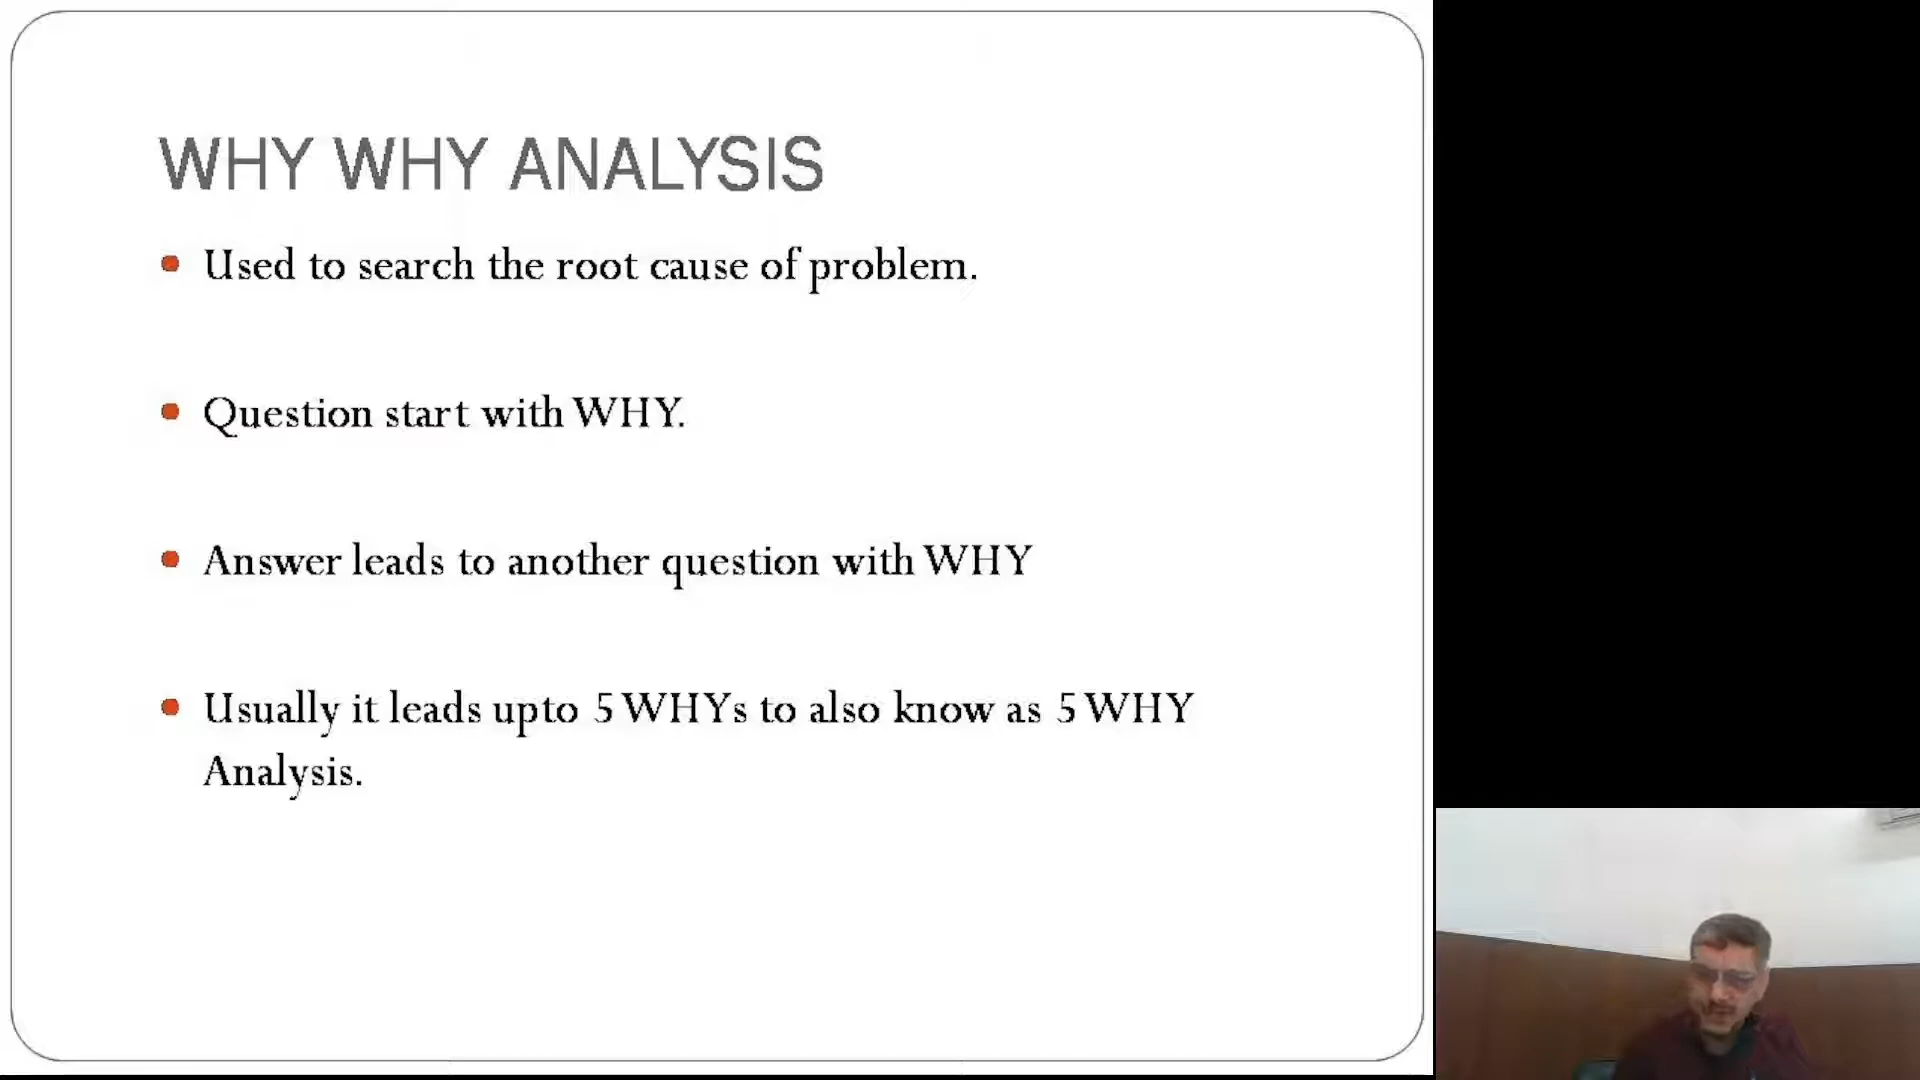 WHY WHY ANALYSIS
Used to search the root cause of problem.
Question start with WHY.
Answer leads to another question with WHY
Usually it leads upto 5 WHYs to also know as 5 WHY
Analysis.